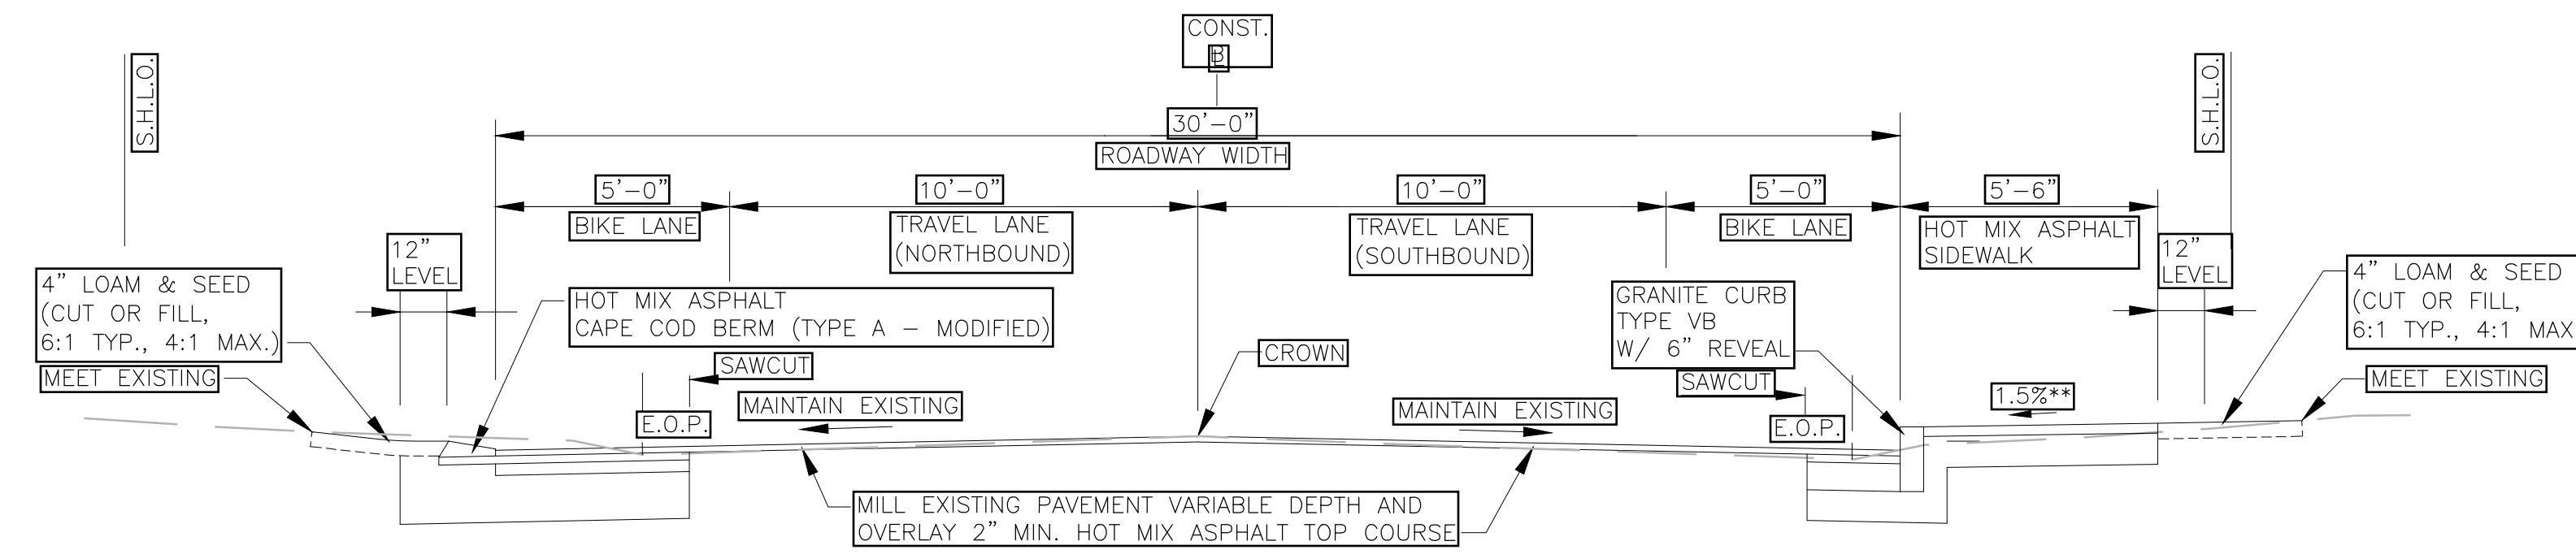 CONST.
B
S.H.L.O.
S.H.L.O.
30'-0"
ROADWAY WIDTH
5'-0"
BIKE LANE
10'-0"
TRAVEL LANE
(NORTHBOUND)
10'-0"
TRAVEL LANE
(SOUTHBOUND)
5'-0"
BIKE LANE
5'-6"
HOT MIX ASPHALT
SIDEWALK
12"
LEVEL
12"
LEVEL
4" LOAM & SEED
(CUT OR FILL,
6:1 TYP., 4:1 MAX.)
MEET EXISTING
HOT MIX ASPHALT
CAPE COD BERM (TYPE A - MODIFIED)
SAWCUT
E.O.P.
MAINTAIN EXISTING
CROWN
MAINTAIN EXISTING
GRANITE CURB
TYPE VB
W/ 6" REVEAL
SAWCUT
E.O.P.
1.5%**
4" LOAM & SEED
(CUT OR FILL,
6:1 TYP., 4:1 MAX
MEET EXISTING
MILL EXISTING PAVEMENT VARIABLE DEPTH AND
OVERLAY 2" MIN. HOT MIX ASPHALT TOP COURSE